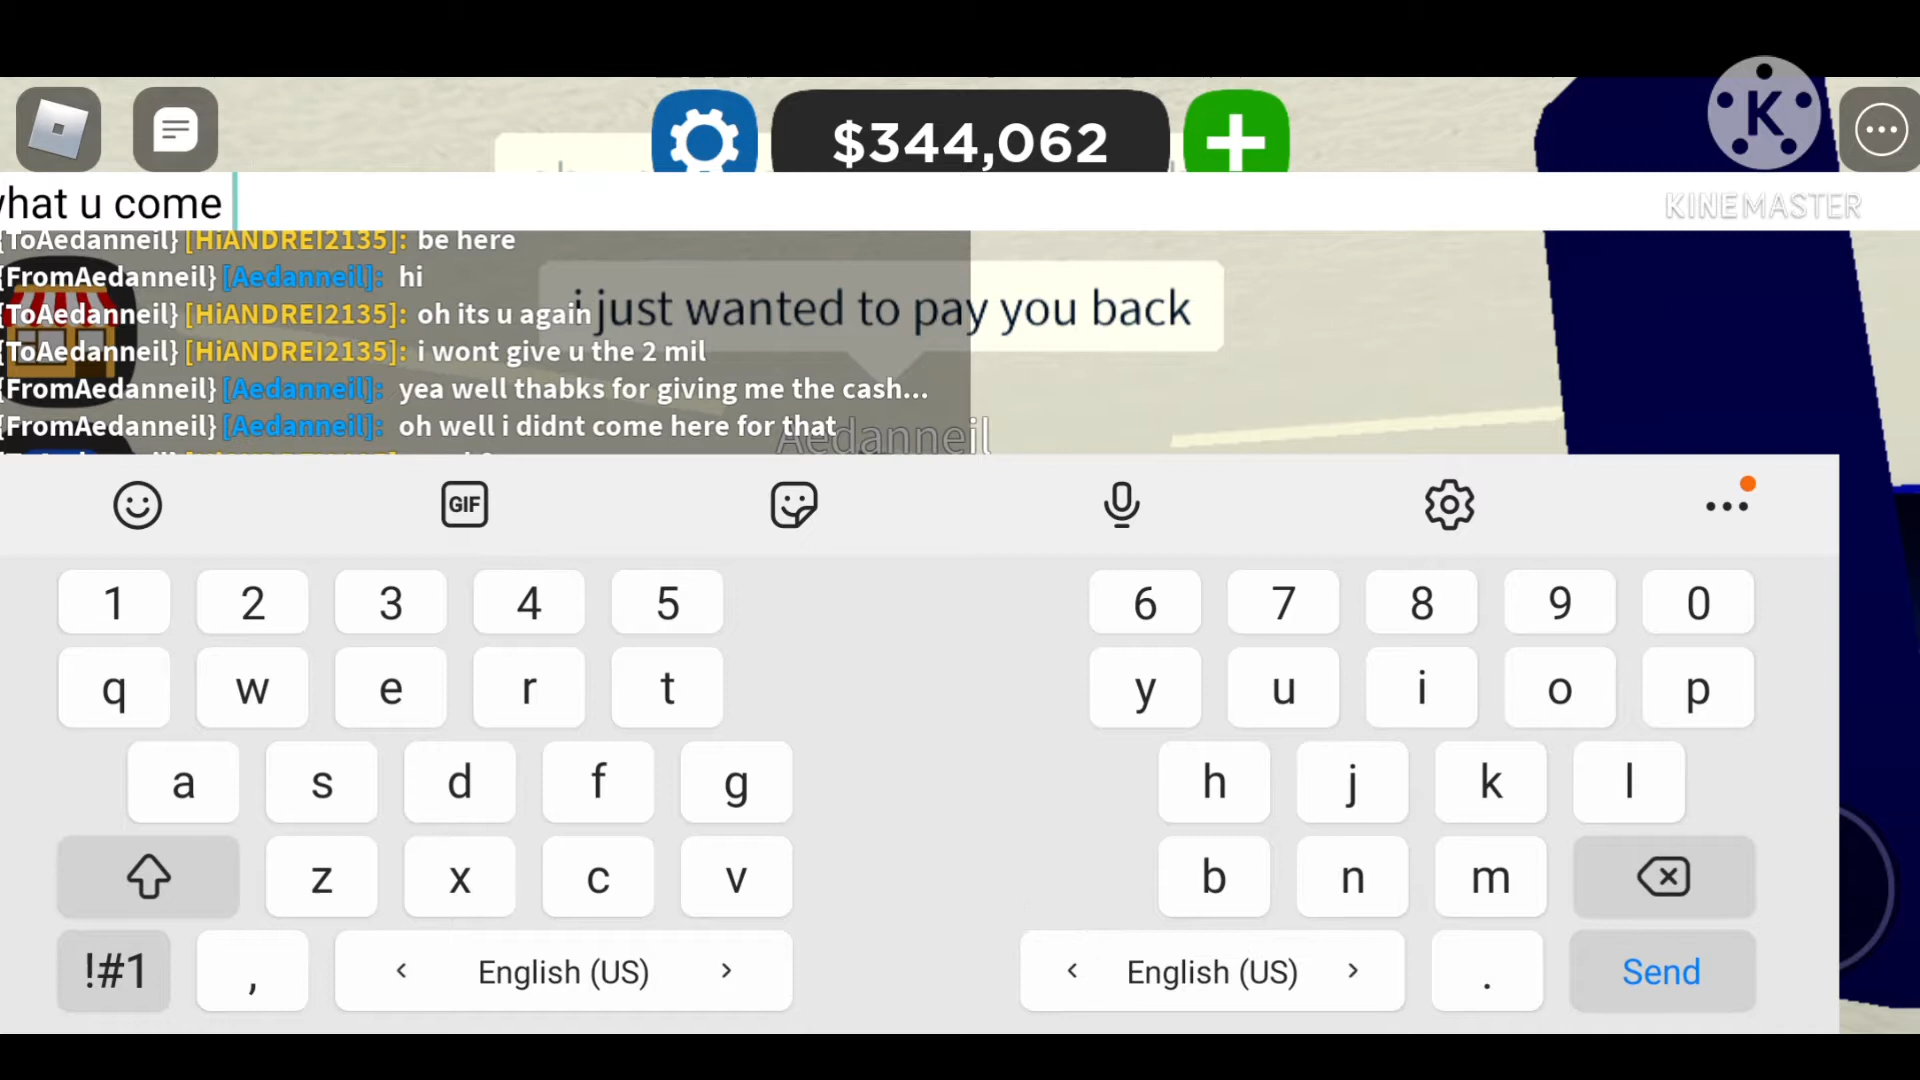 $344,062
K
hat u come
KINEMASTER
{ToAedanneil} [HiANDREI2135]: be here
{FromAedanneil} [Aedanneil]: hi
{ToAedanneil} [HiANDREI2135]: oh its u again
i just wanted to pay you back
{ToAedanneil} [HiANDREI2135]: i wont give u the 2 mil
{FromAedanneil} [Aedanneil]: yea well thabks for giving me the cash...
{FromAedanneil} [Aedanneil]: oh well i didnt come here for that
Aedanneil
GIF
1 2 3 4 5 6 7 8 9 0
q w e r t y u i o p
a s d f g h j k l
z x c v b n m
!#1 , < English (US) > < English (US) > . Send